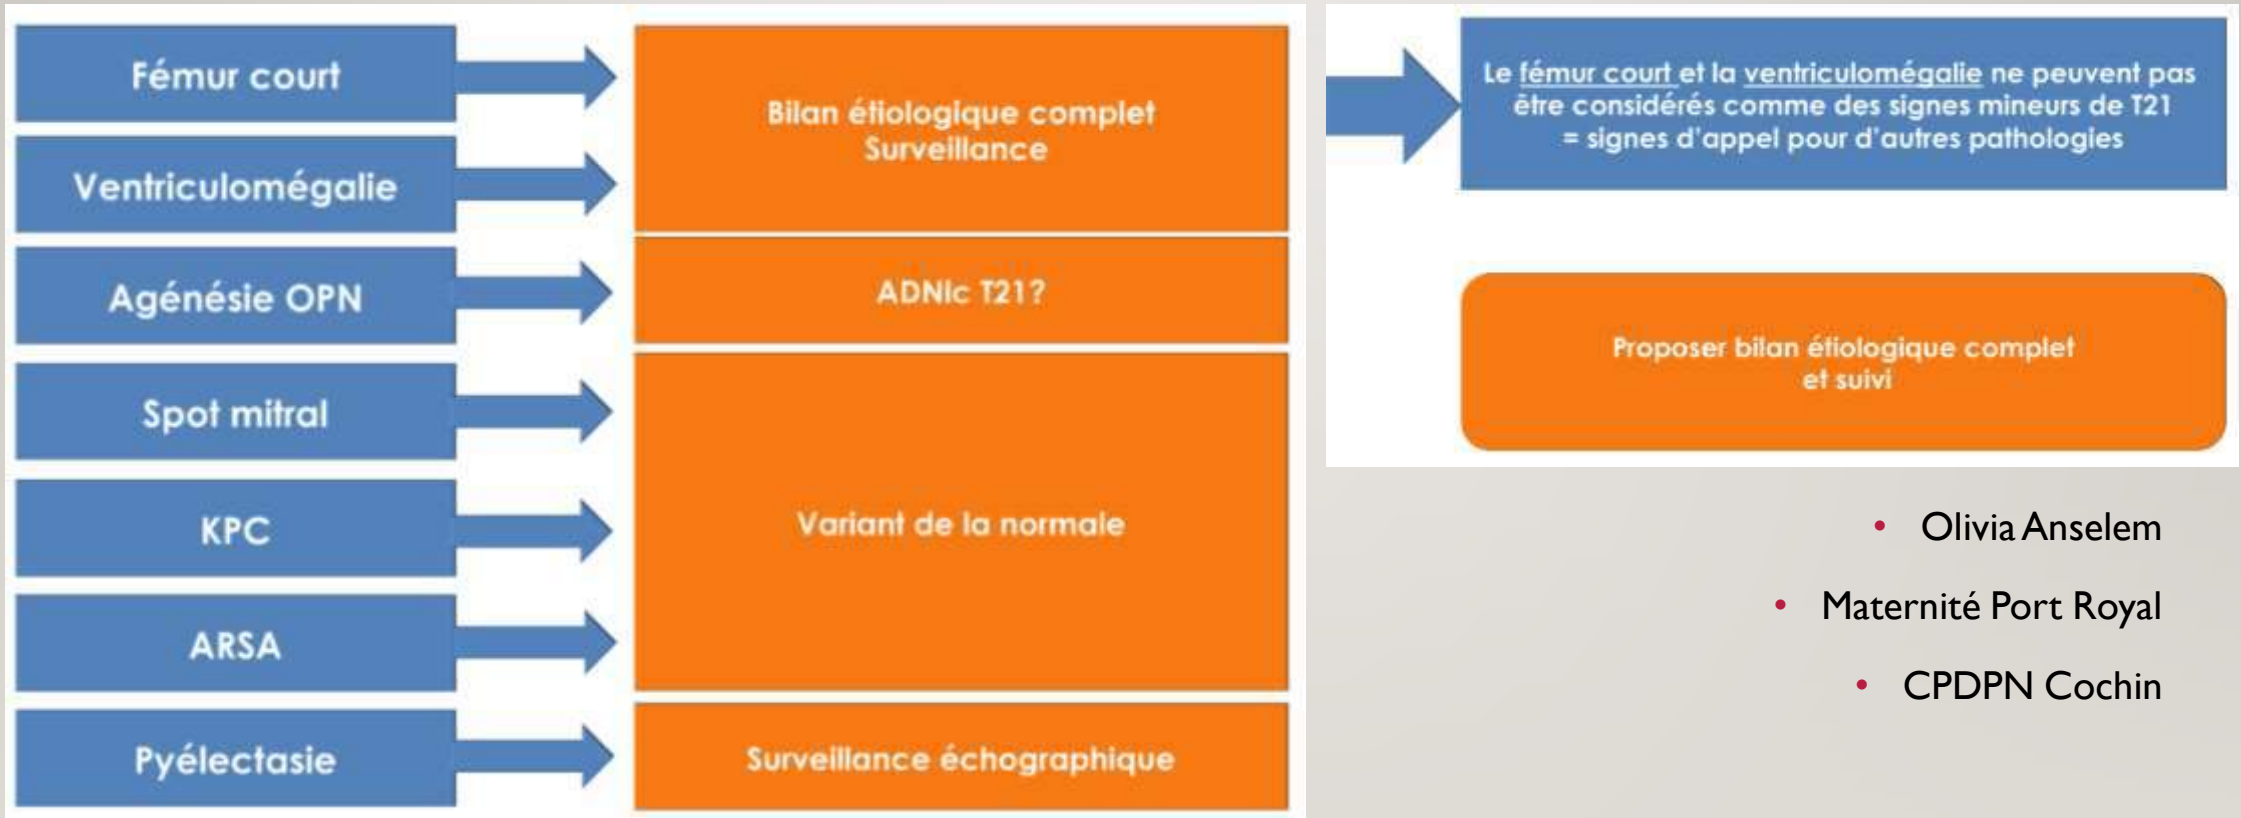 Fémur court
Ventriculomégalie
Agénésie OPN
Spot mitral
KPC
ARSA
Pyélectasie
Bilan étiologique complet
Surveillance
ADNlc T21?
Variant de la normale
Surveillance échographique
Le fémur court et la ventriculomégalie ne peuvent pas
être considérés comme des signes mineurs de T21
= signes d'appel pour d'autres pathologies
Proposer bilan étiologique complet
et suivi
• Olivia Anselem
• Maternité Port Royal
• CPDPN Cochin